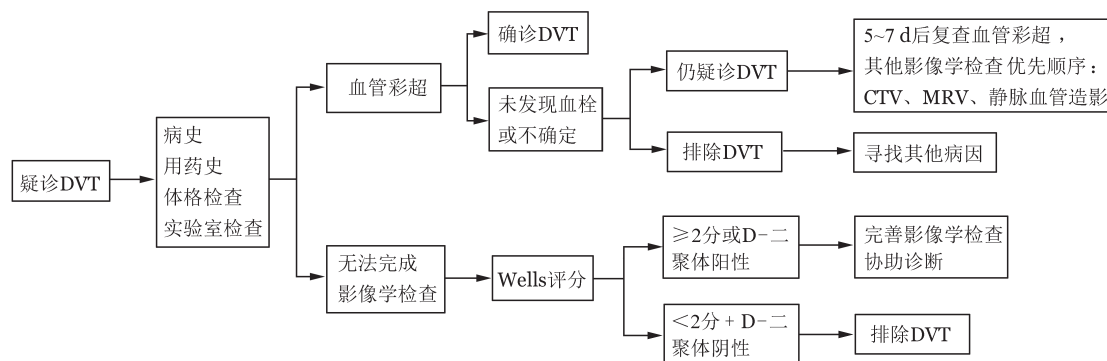 疑诊DVT
病史
用药史
体格检查
实验室检查
血管彩超
确诊DVT
未发现血栓
或不确定
仍疑诊DVT
5~7 d后复查血管彩超，
其他影像学检查优先顺序：
CTV、MRV、静脉血管造影
排除DVT
寻找其他病因
无法完成
影像学检查
Wells评分
≥2分或D-二
聚体阳性
完善影像学检查
协助诊断
<2分 + D-二
聚体阴性
排除DVT